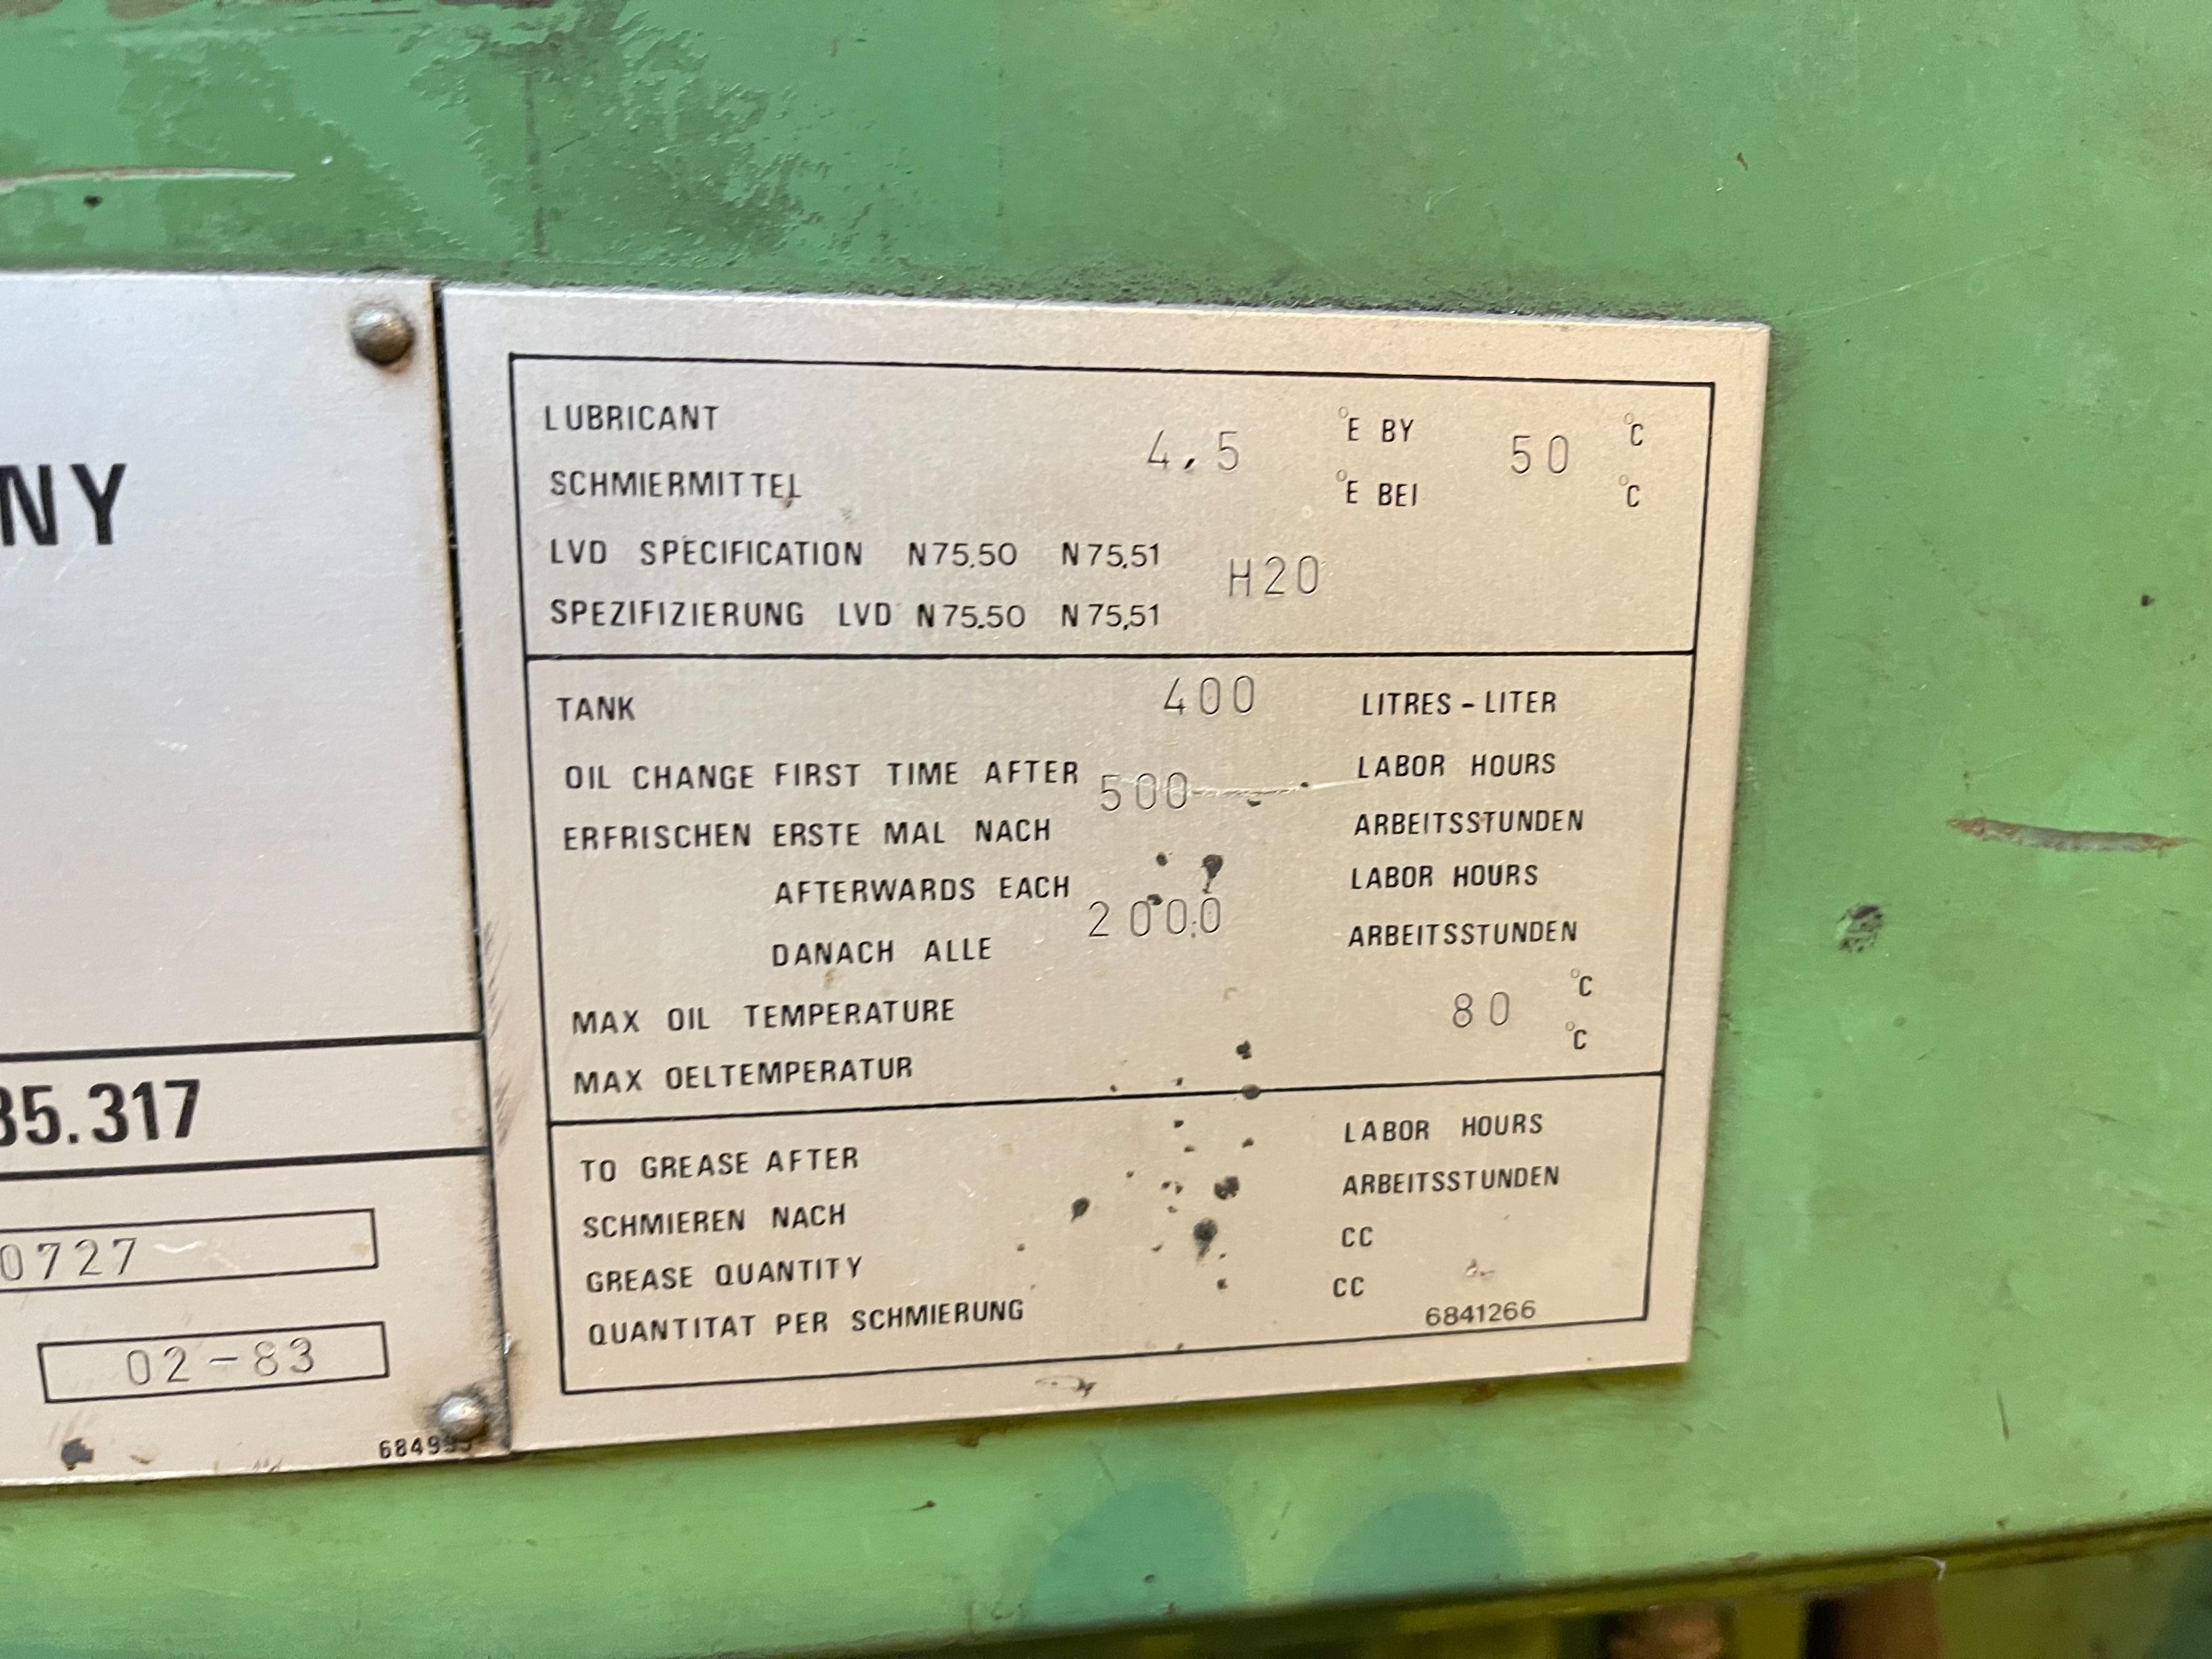 NY
35.317
0727
02-83
LUBRICANT 4,5 °E BY 50 °C
SCHMIERMITTEL °E BEI °C
LVD SPECIFICATION N75.50 N75.51 H20
SPEZIFIZIERUNG LVD N75.50 N75.51
TANK 400 LITRES - LITER
OIL CHANGE FIRST TIME AFTER 500 LABOR HOURS
ERFRISCHEN ERSTE MAL NACH ARBEITSSTUNDEN
AFTERWARDS EACH 2000 LABOR HOURS
DANACH ALLE ARBEITSSTUNDEN
MAX OIL TEMPERATURE 80 °C
MAX OELTEMPERATUR °C
TO GREASE AFTER LABOR HOURS
SCHMIEREN NACH ARBEITSSTUNDEN
GREASE QUANTITY CC
QUANTITAT PER SCHMIERUNG CC
6841266